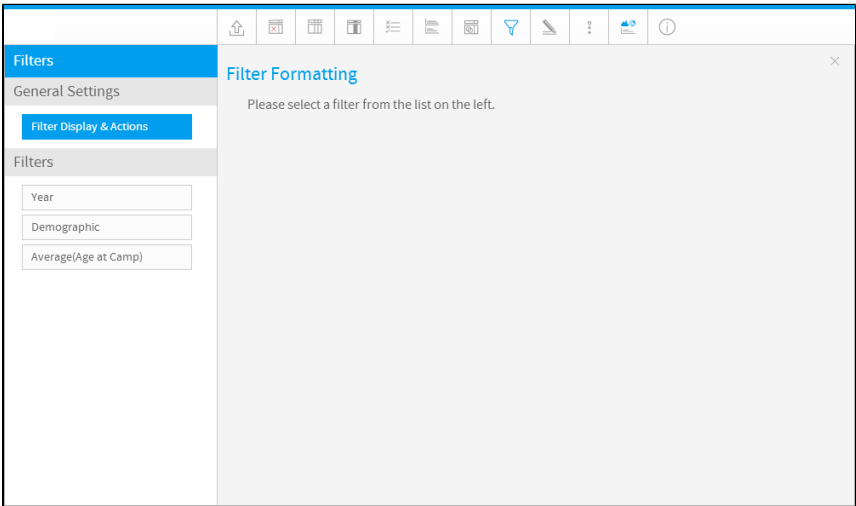 Filters
General Settings
Filter Display & Actions
Filters
Year
Demographic
Average(Age at Camp)
Filter Formatting
Please select a filter from the list on the left.